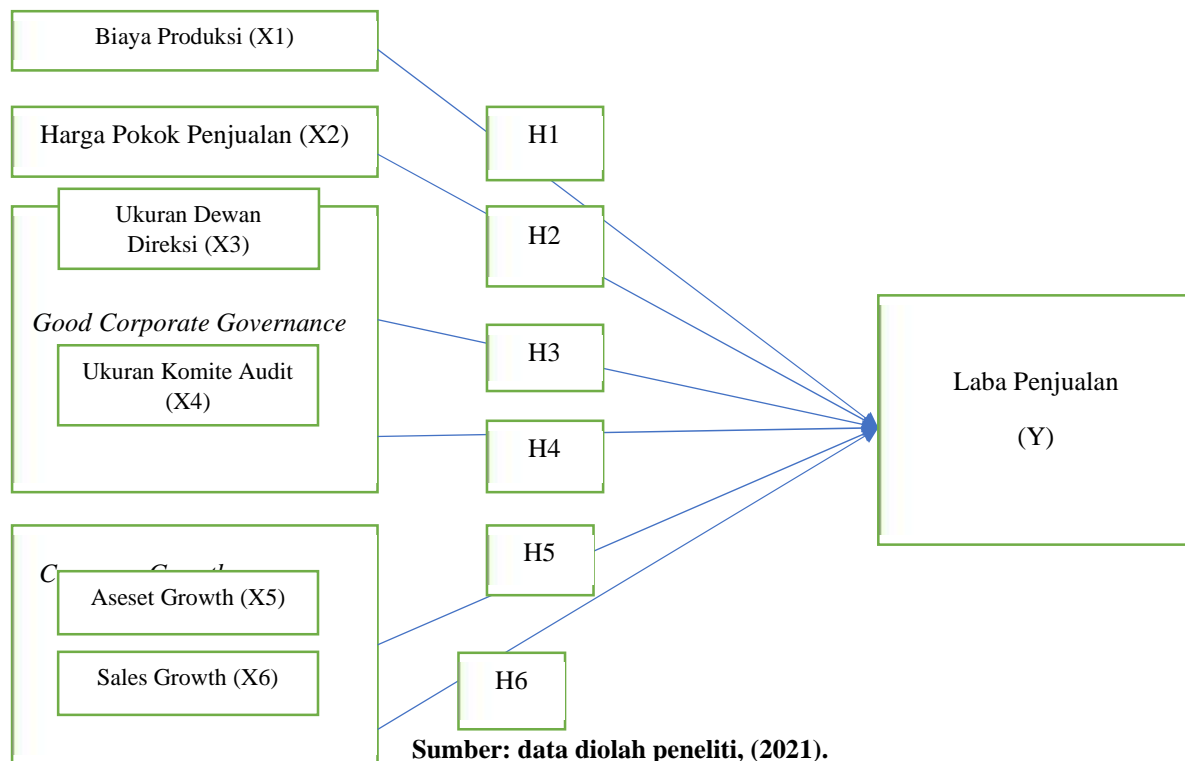 Biaya Produksi (X1)
Harga Pokok Penjualan (X2)
H1
Ukuran Dewan
Direksi (X3)
H2
Good Corporate Governance
H3
Ukuran Komite Audit
(X4)
H4
Laba Penjualan
(Y)
H5
Aseset Growth (X5)
Sales Growth (X6)
H6
Sumber: data diolah peneliti, (2021).